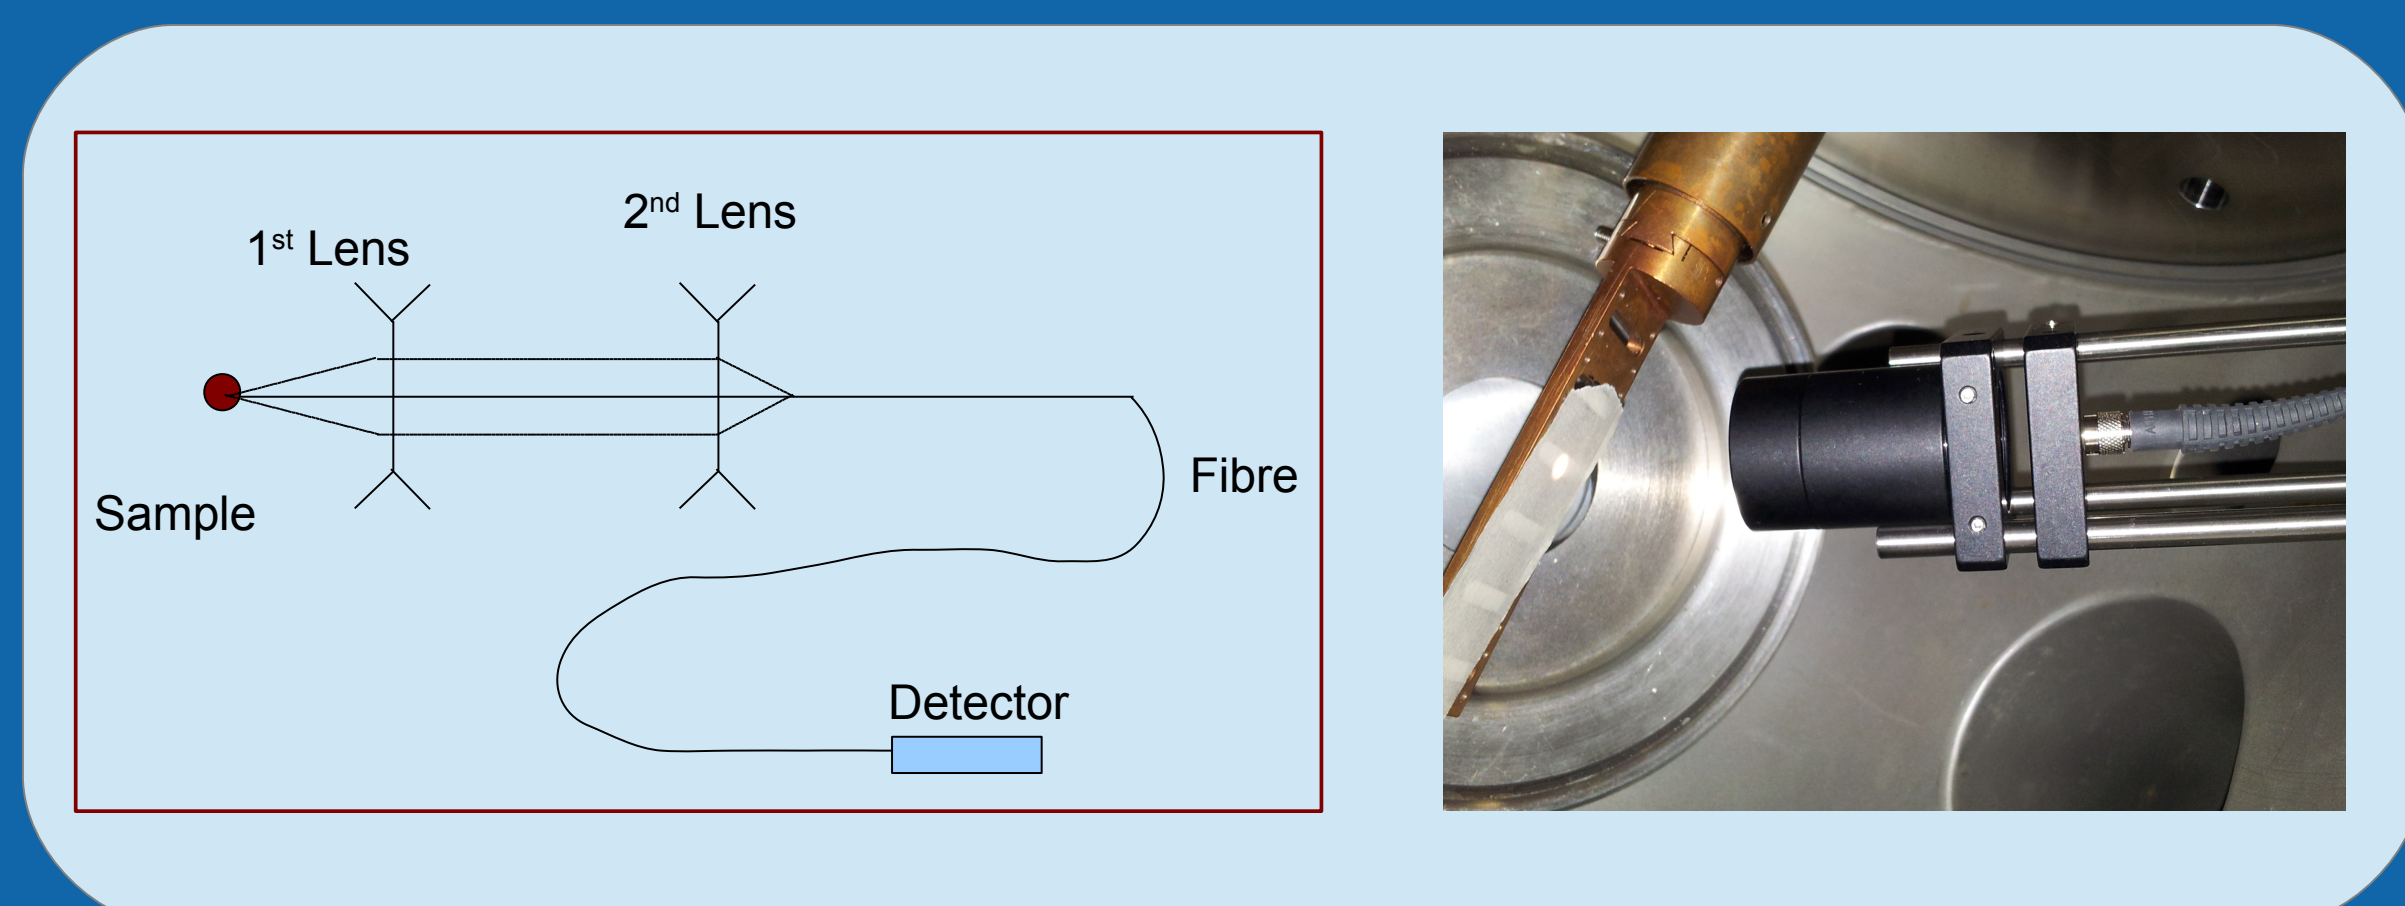 2nd Lens
1st Lens
Fibre
Sample
Detector